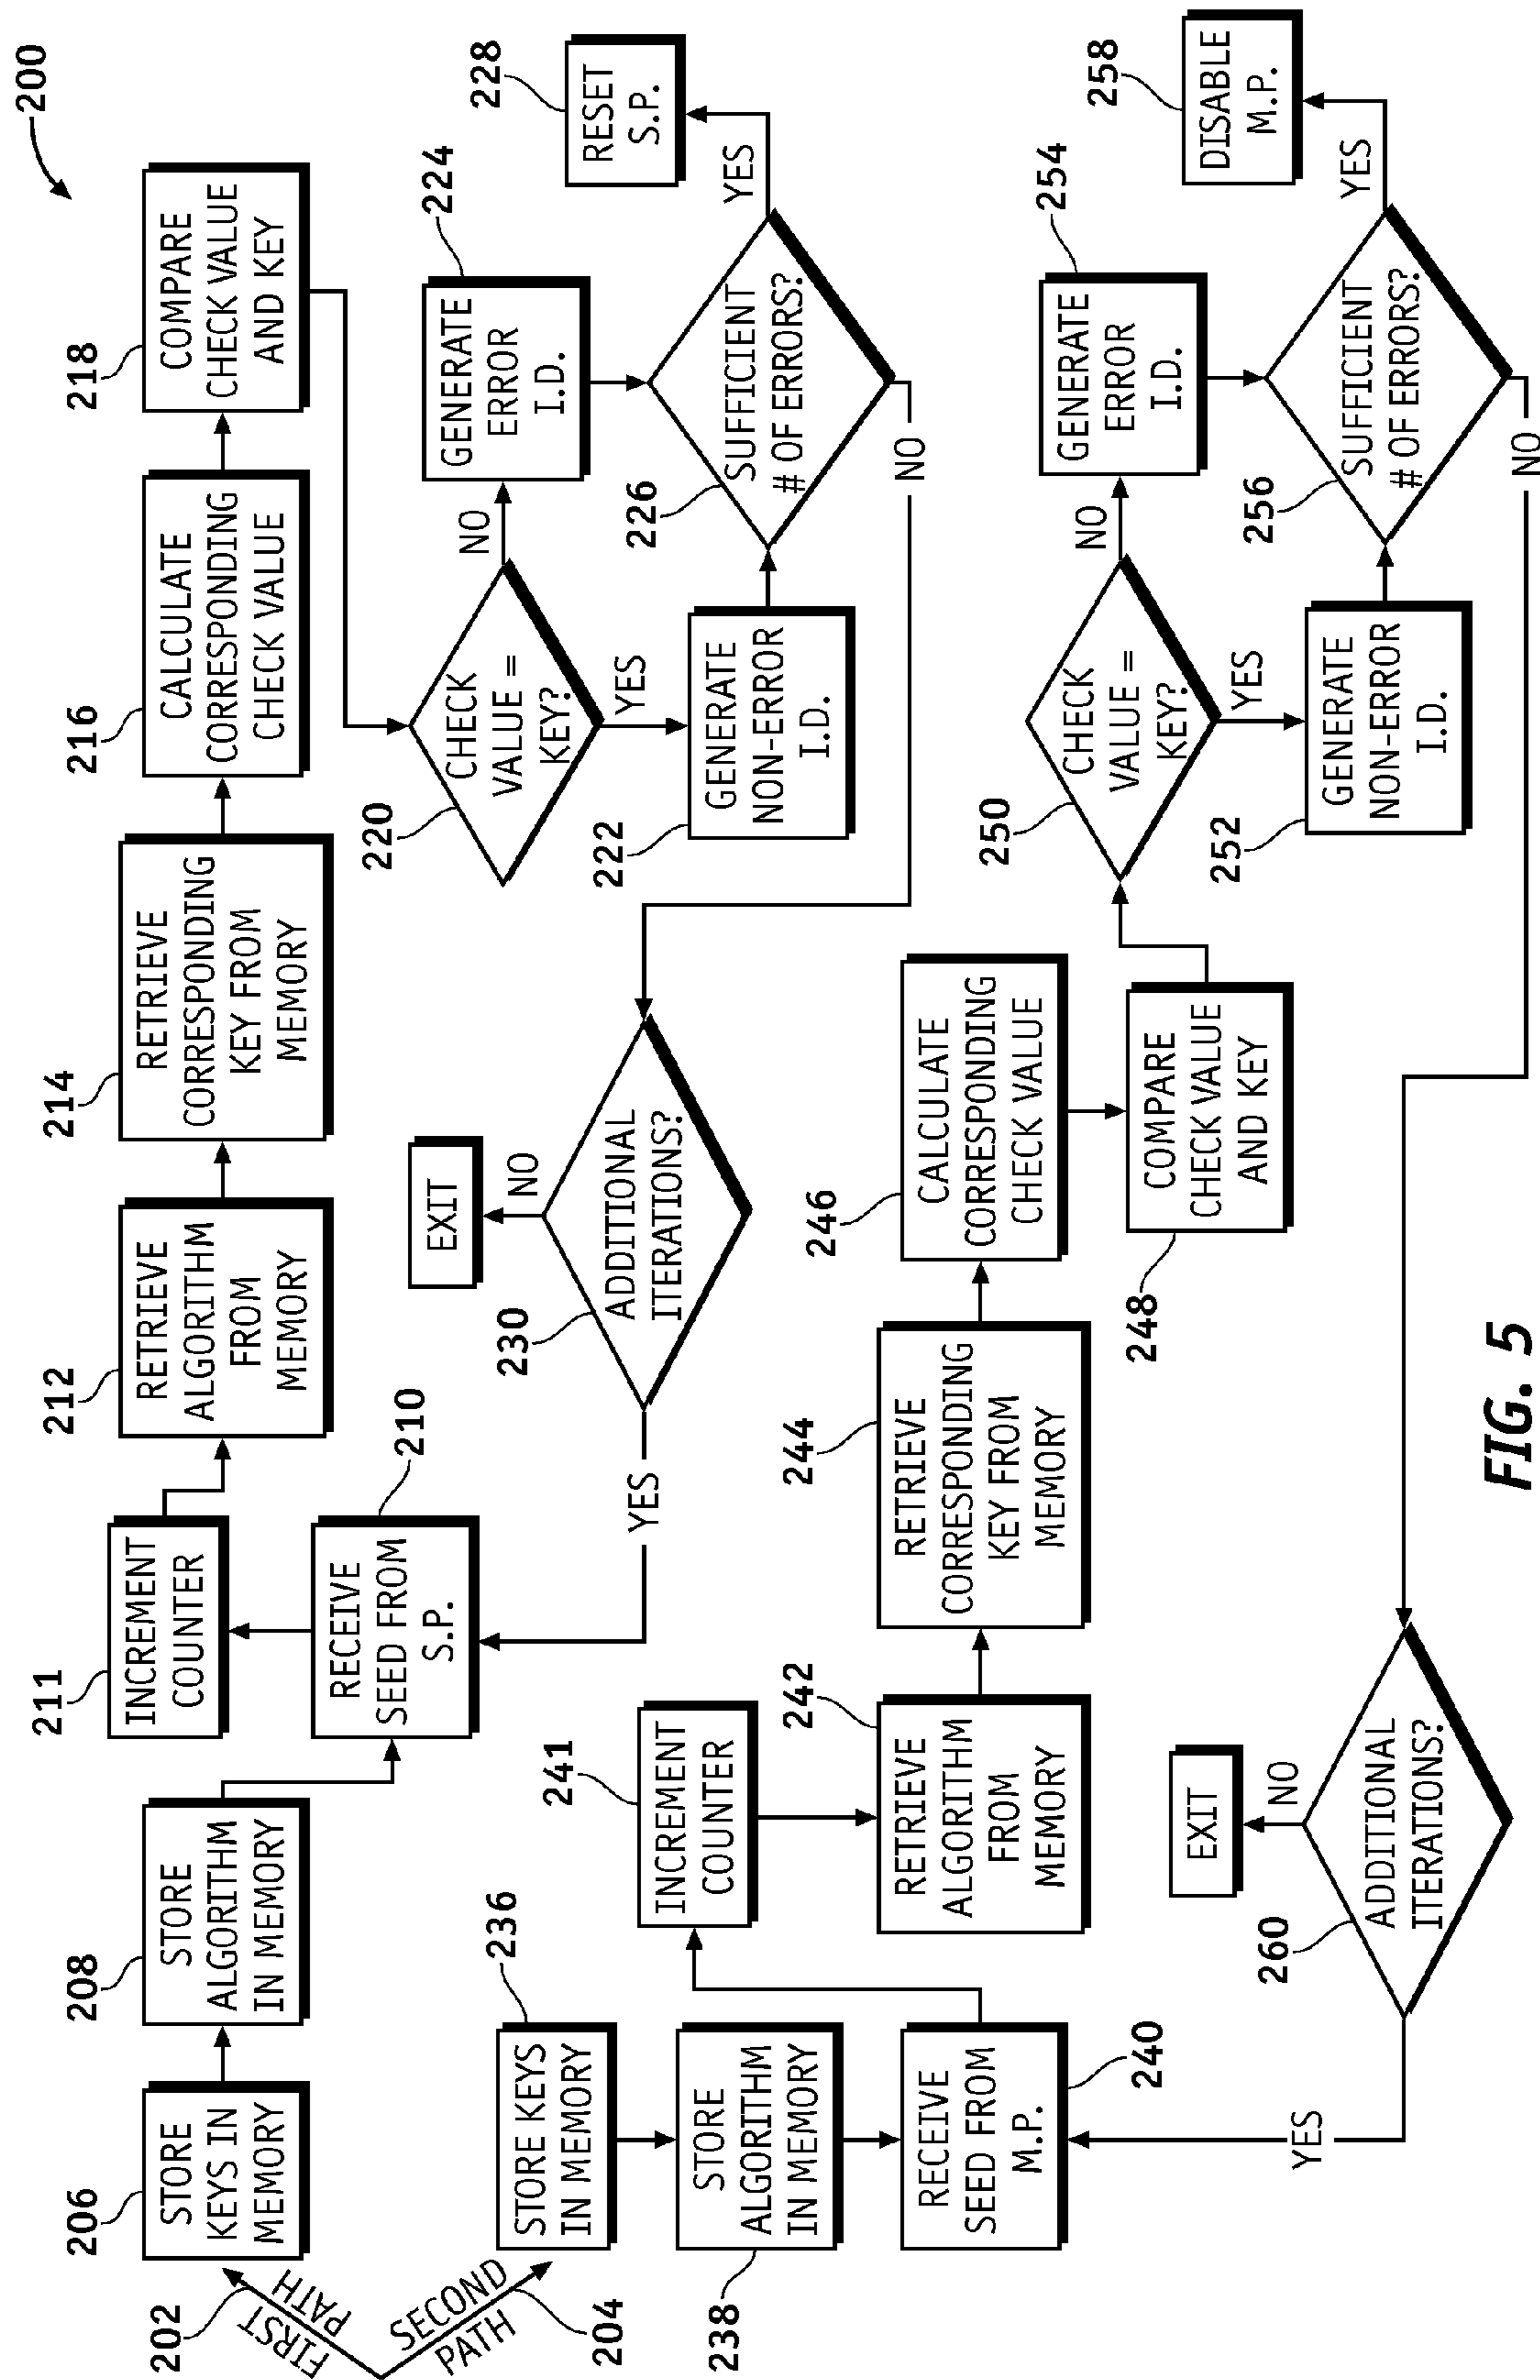 200
202
FIRST
PATH
SECOND
PATH
204
206
STORE
KEYS IN
MEMORY
208
STORE
ALGORITHM
IN MEMORY
210
RECEIVE
SEED FROM
S.P.
211
INCREMENT
COUNTER
212
RETRIEVE
ALGORITHM
FROM
MEMORY
214
RETRIEVE
CORRESPONDING
KEY FROM
MEMORY
216
CALCULATE
CORRESPONDING
CHECK VALUE
218
COMPARE
CHECK VALUE
AND KEY
220
CHECK
VALUE =
KEY?
NO
YES
222
GENERATE
NON-ERROR
I.D.
224
GENERATE
ERROR
I.D.
226
SUFFICIENT
# OF ERRORS?
YES
NO
228
RESET
S.P.
230
ADDITIONAL
ITERATIONS?
NO
EXIT
YES
236
STORE KEYS
IN MEMORY
238
STORE
ALGORITHM
IN MEMORY
240
RECEIVE
SEED FROM
M.P.
241
INCREMENT
COUNTER
242
RETRIEVE
ALGORITHM
FROM
MEMORY
244
RETRIEVE
CORRESPONDING
KEY FROM
MEMORY
246
CALCULATE
CORRESPONDING
CHECK VALUE
248
COMPARE
CHECK VALUE
AND KEY
250
CHECK
VALUE =
KEY?
NO
YES
252
GENERATE
NON-ERROR
I.D.
254
GENERATE
ERROR
I.D.
256
SUFFICIENT
# OF ERRORS?
YES
NO
258
DISABLE
M.P.
260
ADDITIONAL
ITERATIONS?
NO
EXIT
YES
FIG. 5